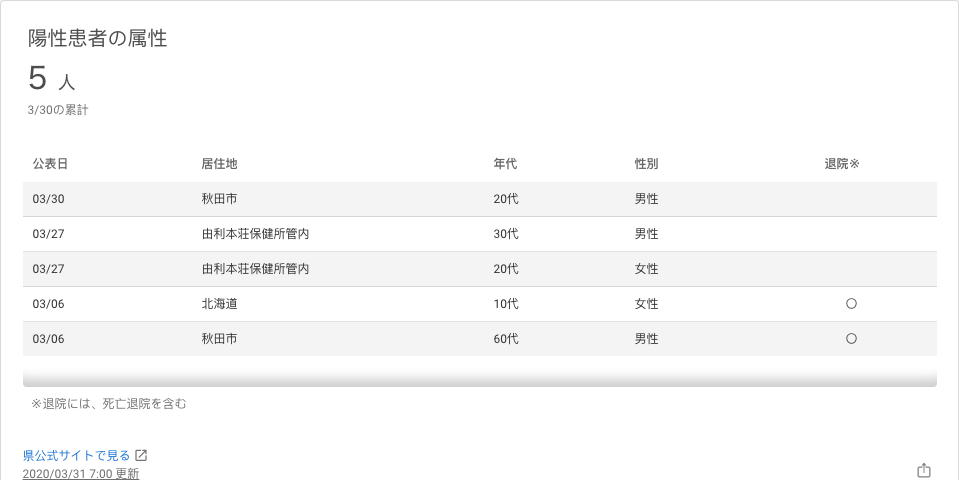 陽性患者の属性
5 人
3/30の累計
公表日 居住地 年代 性別 退院※
03/30 秋田市 20代 男性
03/27 由利本荘保健所管内 30代 男性
03/27 由利本荘保健所管内 20代 女性
03/06 北海道 10代 女性 ○
03/06 秋田市 60代 男性 ○
※退院には、死亡退院を含む
県公式サイトで見る
2020/03/31 7:00 更新